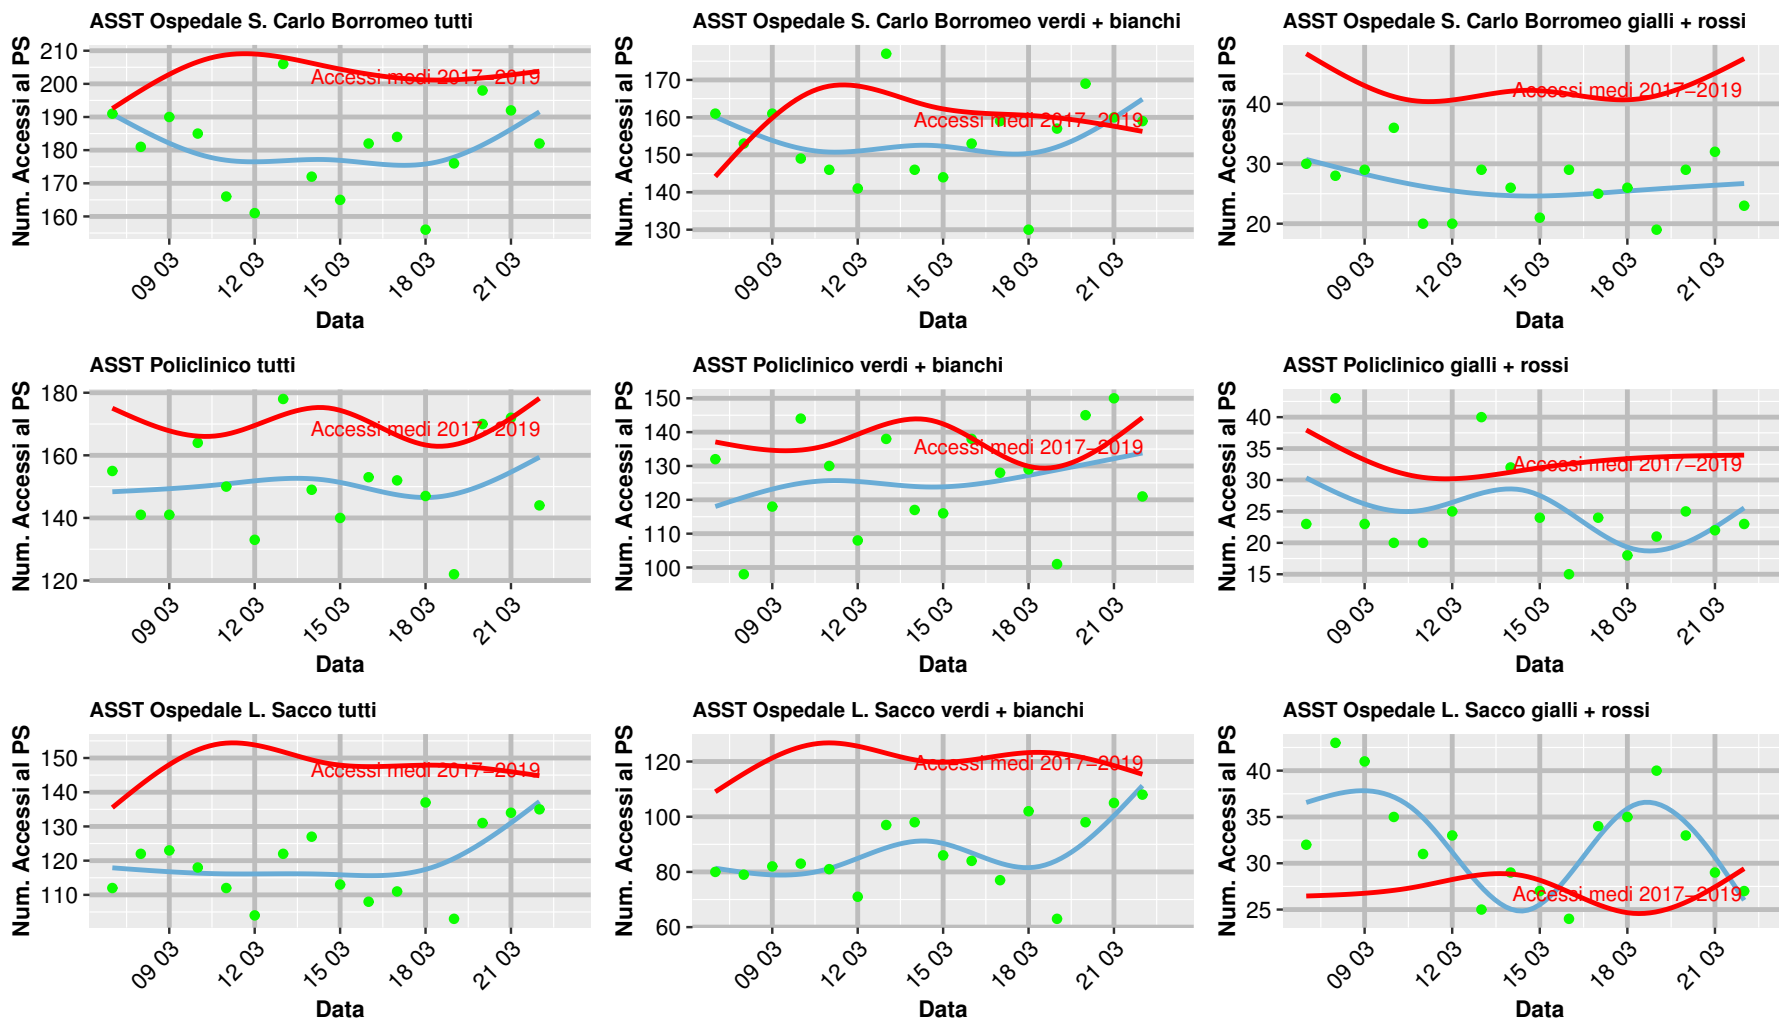 ASST Ospedale S. Carlo Borromeo tutti
Num. Accessi al PS
210
200
190
180
170
160
Accessi medi 2017–2019
09 03
12 03
15 03
18 03
21 03
Data
ASST Ospedale S. Carlo Borromeo verdi + bianchi
Num. Accessi al PS
170
160
150
140
130
Accessi medi 2017–2019
09 03
12 03
15 03
18 03
21 03
Data
ASST Ospedale S. Carlo Borromeo gialli + rossi
Num. Accessi al PS
40
30
20
Accessi medi 2017–2019
09 03
12 03
15 03
18 03
21 03
Data
ASST Policlinico tutti
Num. Accessi al PS
180
160
140
120
Accessi medi 2017–2019
09 03
12 03
15 03
18 03
21 03
Data
ASST Policlinico verdi + bianchi
Num. Accessi al PS
150
140
130
120
110
100
Accessi medi 2017–2019
09 03
12 03
15 03
18 03
21 03
Data
ASST Policlinico gialli + rossi
Num. Accessi al PS
40
35
30
25
20
15
Accessi medi 2017–2019
09 03
12 03
15 03
18 03
21 03
Data
ASST Ospedale L. Sacco tutti
Num. Accessi al PS
150
140
130
120
110
Accessi medi 2017–2019
09 03
12 03
15 03
18 03
21 03
Data
ASST Ospedale L. Sacco verdi + bianchi
Num. Accessi al PS
120
100
80
60
Accessi medi 2017–2019
09 03
12 03
15 03
18 03
21 03
Data
ASST Ospedale L. Sacco gialli + rossi
Num. Accessi al PS
40
35
30
25
Accessi medi 2017–2019
09 03
12 03
15 03
18 03
21 03
Data